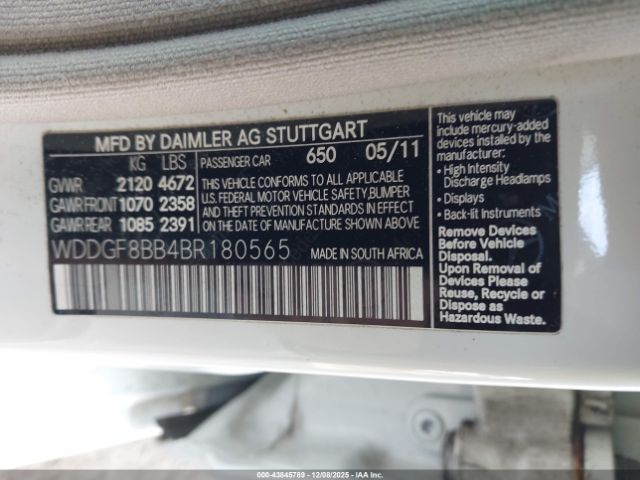 MFD BY DAIMLER AG STUTTGART
KG LBS
GVWR 2120 4672
GAWR FRONT 1070 2358
GAWR REAR 1085 2391
PASSENGER CAR 650 05/11
THIS VEHICLE CONFORMS TO ALL APPLICABLE
U.S. FEDERAL MOTOR VEHICLE SAFETY, BUMPER
AND THEFT PREVENTION STANDARDS IN EFFECT
ON THE DATE OF MANUFACTURE SHOWN ABOVE.
WDDGF8BB4BR180565 MADE IN SOUTH AFRICA
This vehicle may
include mercury-added
devices installed by the
manufacturer:
• High Intensity
Discharge Headlamps
• Displays
• Back-lit Instruments
Remove Devices
Before Vehicle
Disposal.
Upon Removal of
Devices Please
Reuse, Recycle or
Dispose as
Hazardous Waste.
000-43845789 - 12/08/2025 - IAA Inc.